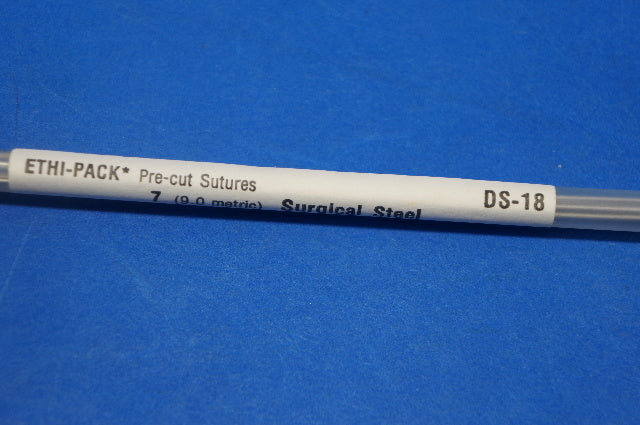 ETHI-PACK* Pre-cut Sutures
7 (9.0 metric) Surgical Steel
DS-18